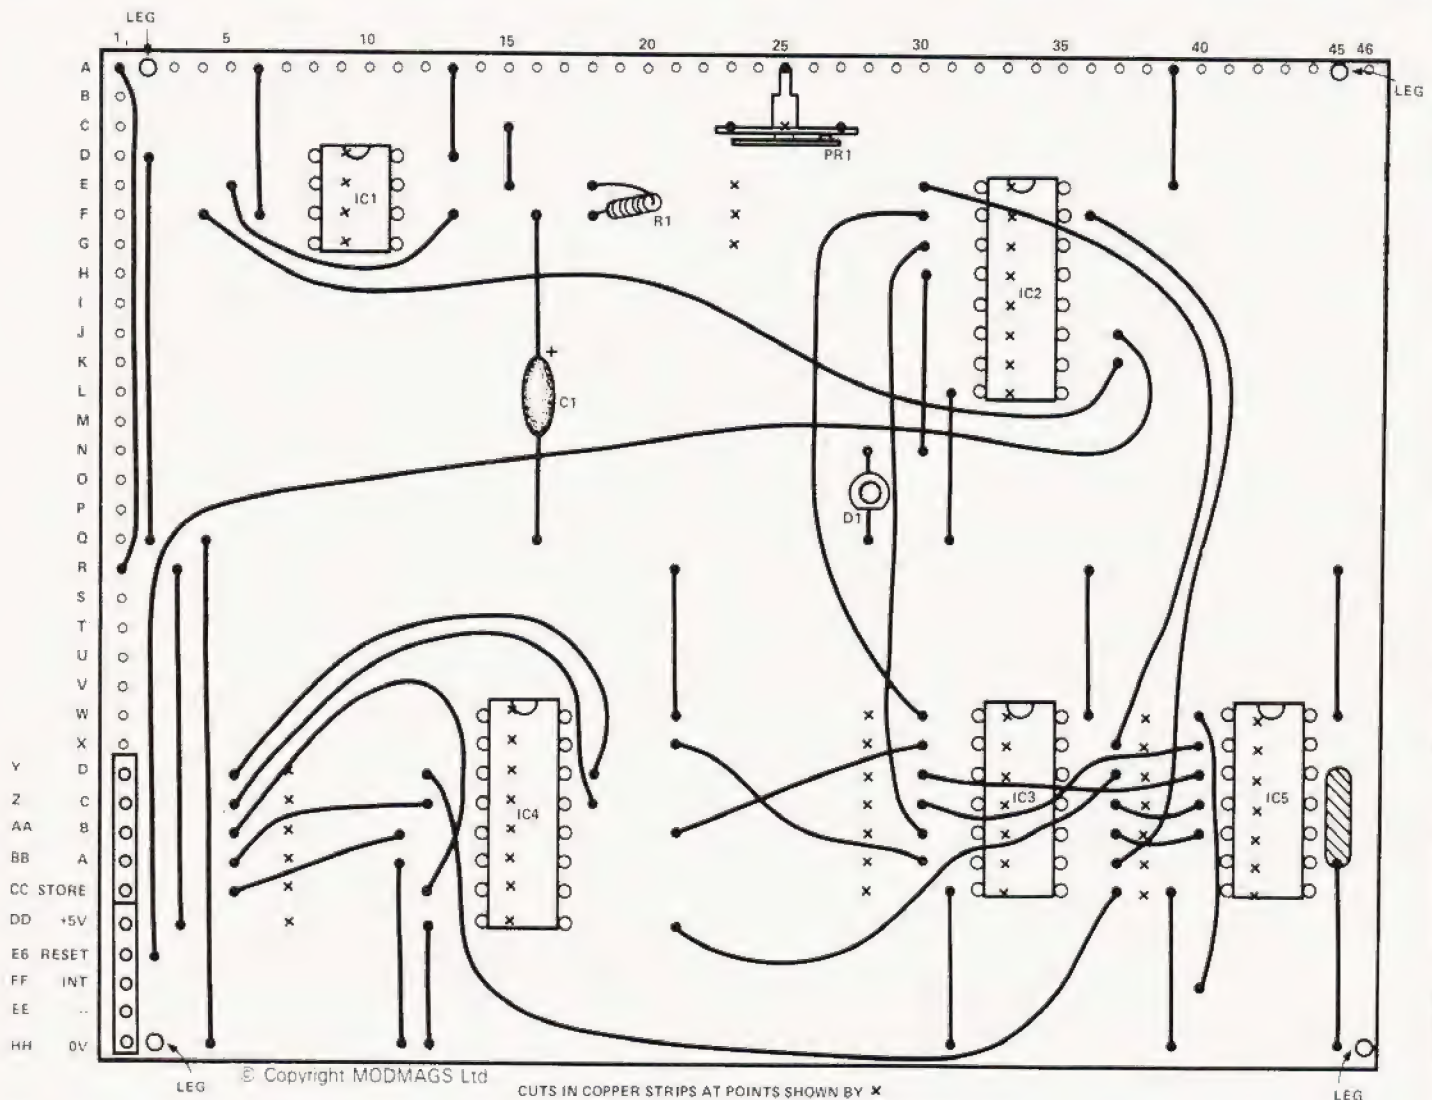 LEG
1 5 10 15 20 25 30 35 40 45 46
A
LEG
B
C
PR1
D
E
IC1
F
R1
G
H
IC2
I
J
K
+
L
C1
M
N
O
P
D1
Q
R
S
T
U
V
W
X
Y D
Z C
IC4
IC3
IC5
AA B
BB A
CC STORE
DD +5V
E6 RESET
FF INT
EE --
HH 0V
LEG
© Copyright MODMAGS Ltd
CUTS IN COPPER STRIPS AT POINTS SHOWN BY X
LEG